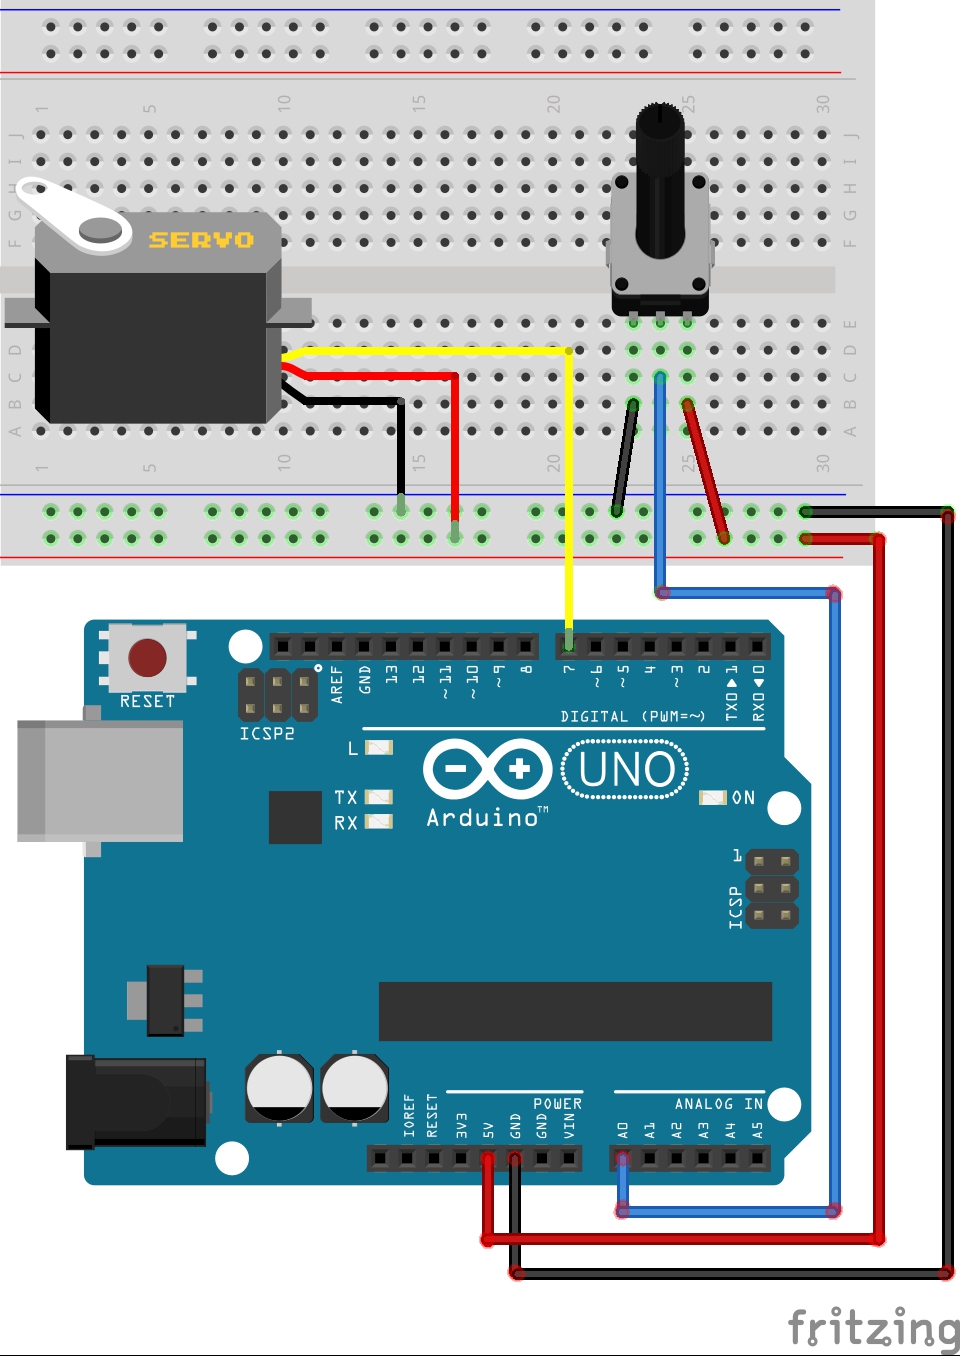 1 5 10 15 20 25 30
J J
I I
H H
G G
F F
SERVO
E
D D
C C
B B
A A
1 5 10 15 20 25 30
RESET
AREF GND 13 12 ~11 ~10 ~9 8 7 ~6 ~5 4 ~3 2 TX0▶1 RX0◀0
ICSP2
DIGITAL (PWM=~)
L
TX
RX
UNO
Arduino™
ON
1
ICSP
POWER
ANALOG IN
IOREF RESET 3V3 5V GND GND VIN A0 A1 A2 A3 A4 A5
fritzing